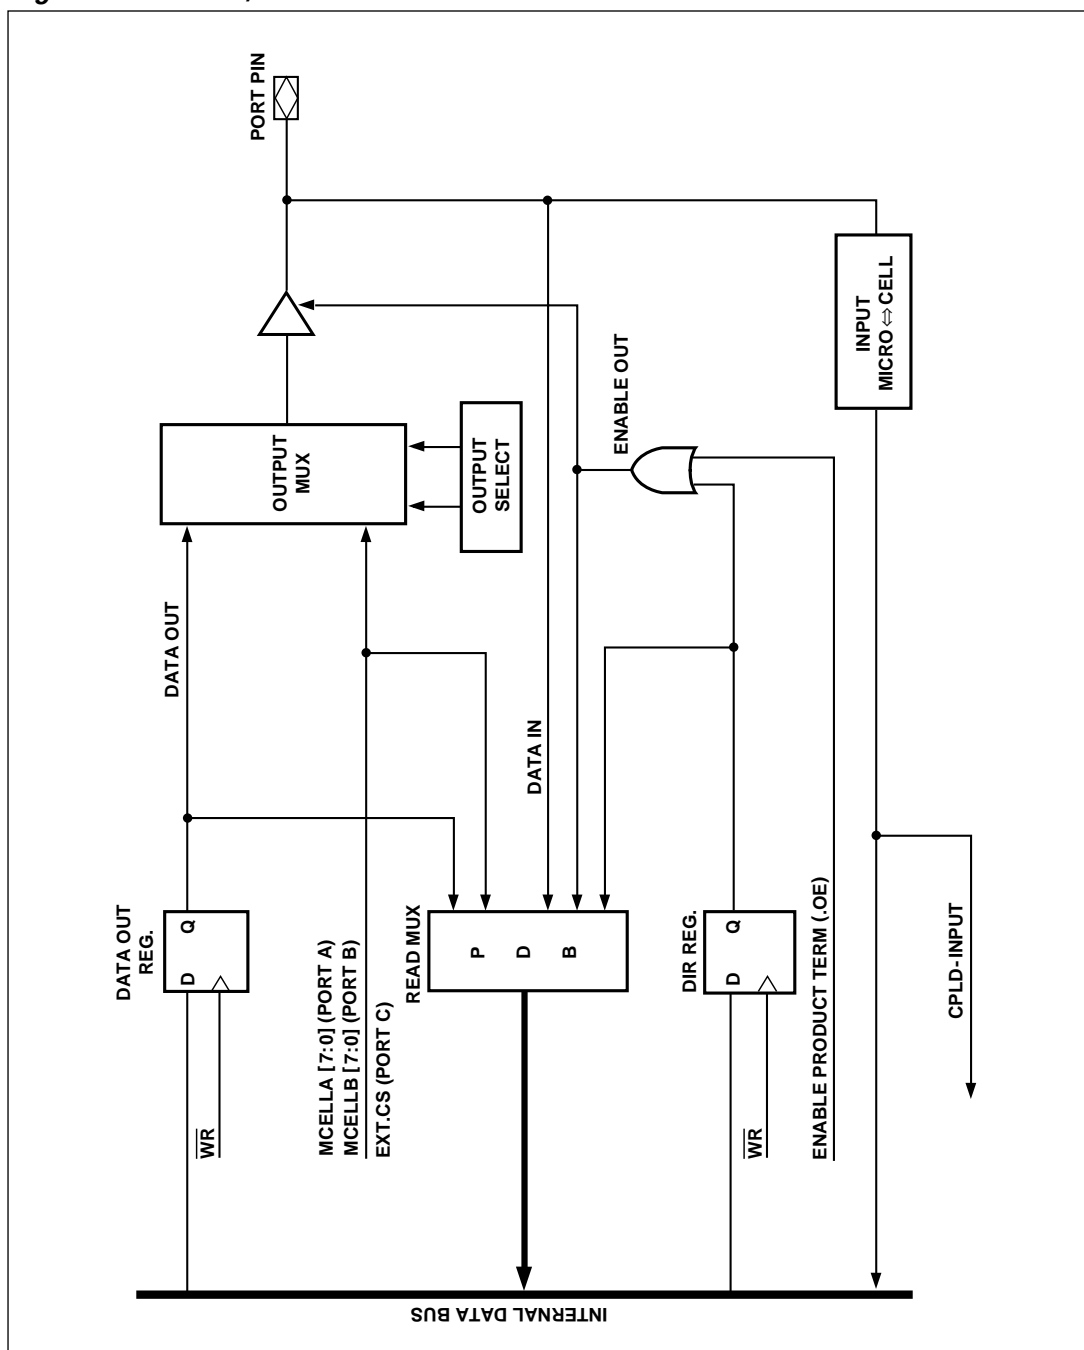 PORT PIN
OUTPUT
MUX
OUTPUT
SELECT
ENABLE OUT
INPUT
MICRO⇔CELL
DATA OUT
DATA IN
DATA OUT
REG.
D Q
WR
MCELLA [7:0] (PORT A)
MCELLB [7:0] (PORT B)
EXT.CS (PORT C)
READ MUX
P
D
B
DIR REG.
D Q
WR
ENABLE PRODUCT TERM (.OE)
CPLD-INPUT
INTERNAL DATA BUS